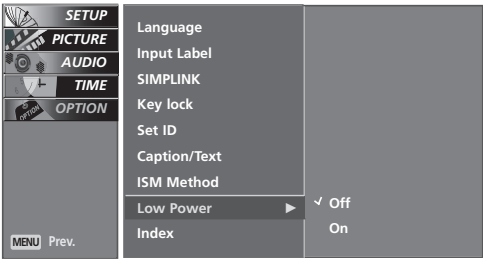 SETUP
PICTURE
AUDIO
TIME
OPTION
OPTION
MENU Prev.
Language
Input Label
SIMPLINK
Key lock
Set ID
Caption/Text
ISM Method
Low Power
Index
Off
On